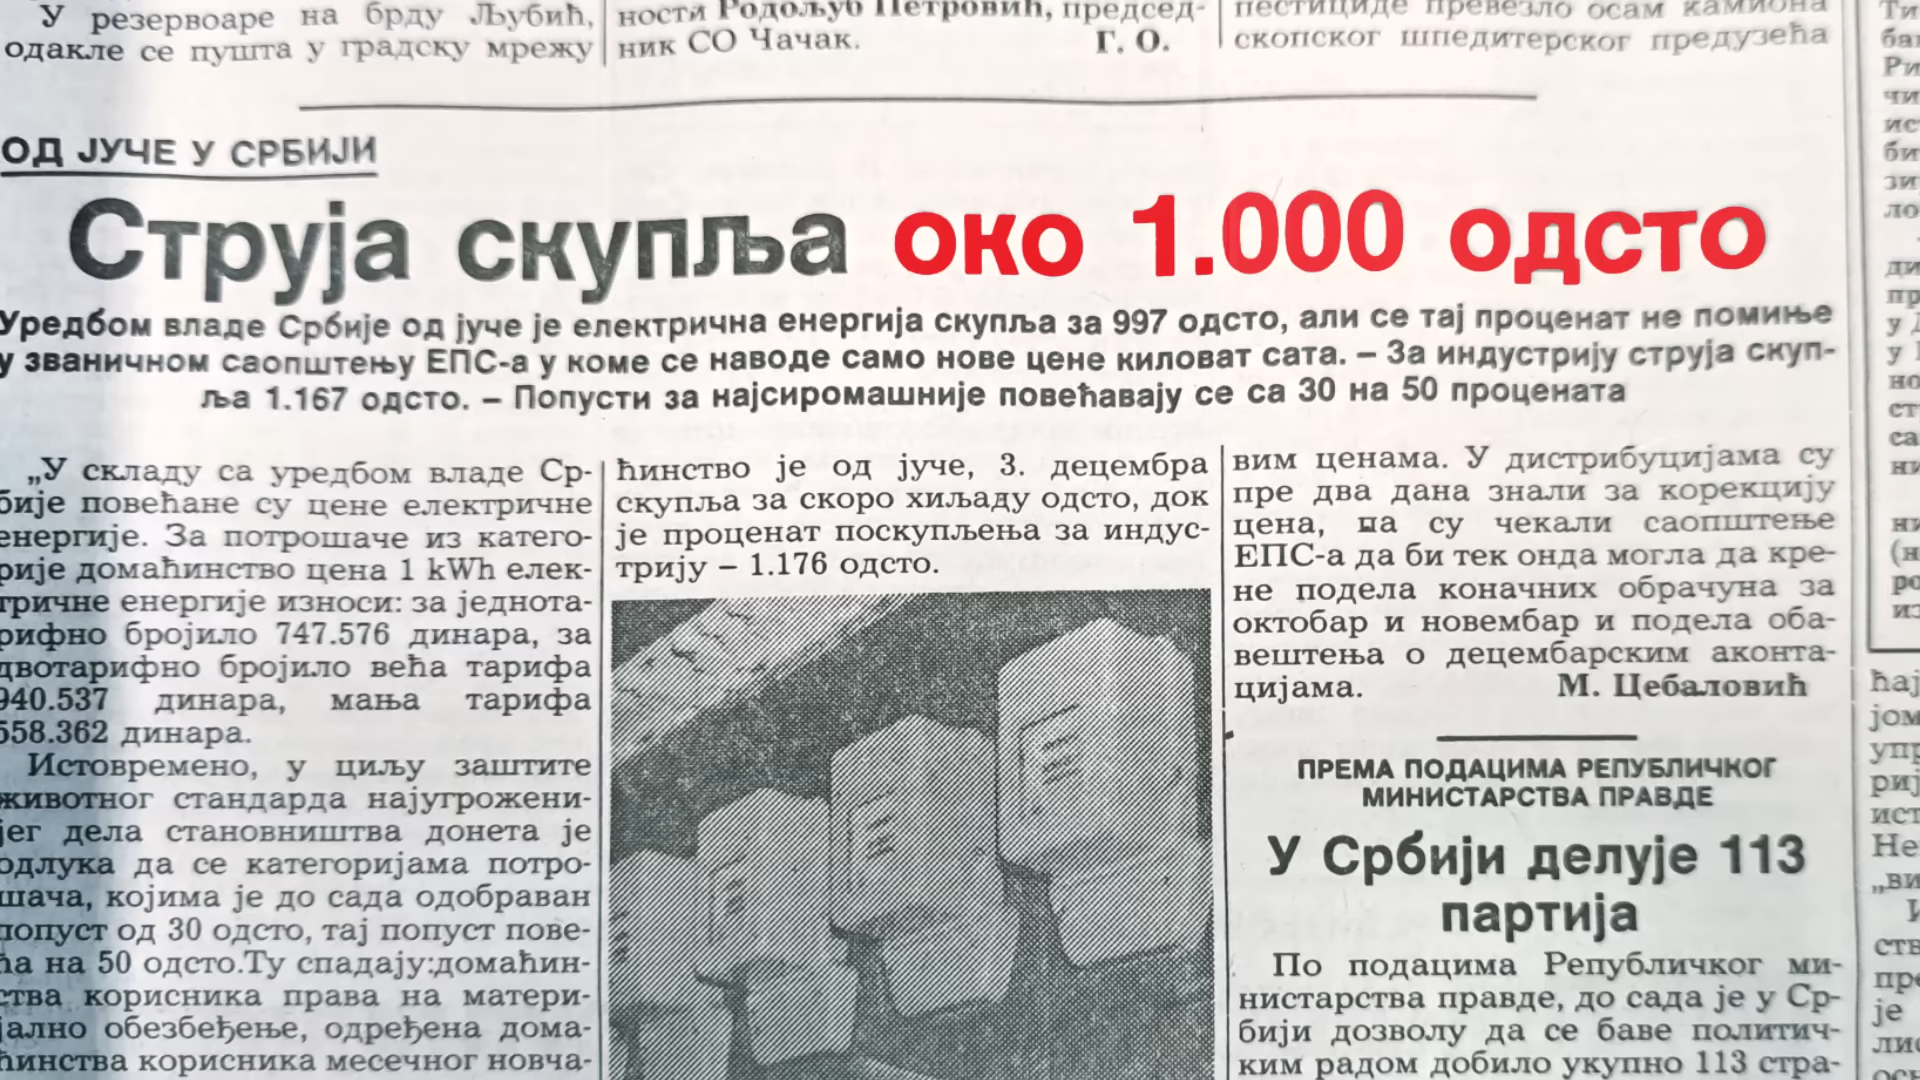 У резервоаре на брду Љубић,
одакле се пушта у градску мрежу
ности Родољуб Петровић, председ-
ник СО Чачак.
Г. О.
пестициде превезло осам камиона
скопског шпедитерског предузећа
ОД ЈУЧЕ У СРБИЈИ
Струја скупља око 1.000 одсто
Уредбом владе Србије од јуче је електрична енергија скупља за 997 одсто, али се тај проценат не помиње
у званичном саопштењу ЕПС-а у коме се наводе само нове цене киловат сата. – За индустрију струја скуп-
ља 1.167 одсто. – Попусти за најсиромашније повећавају се са 30 на 50 процената
„У складу са уредбом владе Ср-
бије повећане су цене електричне
енергије. За потрошаче из катего-
рије домаћинство цена 1 kWh елек-
тричне енергије износи: за једнота-
рифно бројило 747.576 динара, за
двотарифно бројило већа тарифа
940.537 динара, мања тарифа
558.362 динара.
Истовремено, у циљу заштите
животног стандарда најугрожени-
јег дела становништва донета је
одлука да се категоријама потро-
шача, којима је до сада одобраван
попуст од 30 одсто, тај попуст пове-
ћа на 50 одсто.Ту спадају:домаћин-
ства корисника права на матери-
јално обезбеђење, одређена дома-
ћинства корисника месечног новча-
ћинство је од јуче, 3. децембра
скупља за скоро хиљаду одсто, док
је проценат поскупљења за индус-
трију – 1.176 одсто.
вим ценама. У дистрибуцијама су
пре два дана знали за корекцију
цена, па су чекали саопштење
ЕПС-а да би тек онда могла да кре-
не подела коначних обрачуна за
октобар и новембар и подела оба-
вештења о децембарским аконта-
цијама.
М. Цебаловић
ПРЕМА ПОДАЦИМА РЕПУБЛИЧКОГ
МИНИСТАРСТВА ПРАВДЕ
У Србији делује 113
партија
По подацима Републичког ми-
нистарства правде, до сада је у Ср-
бији дозволу да се баве политич-
ким радом добило укупно 113 стра-